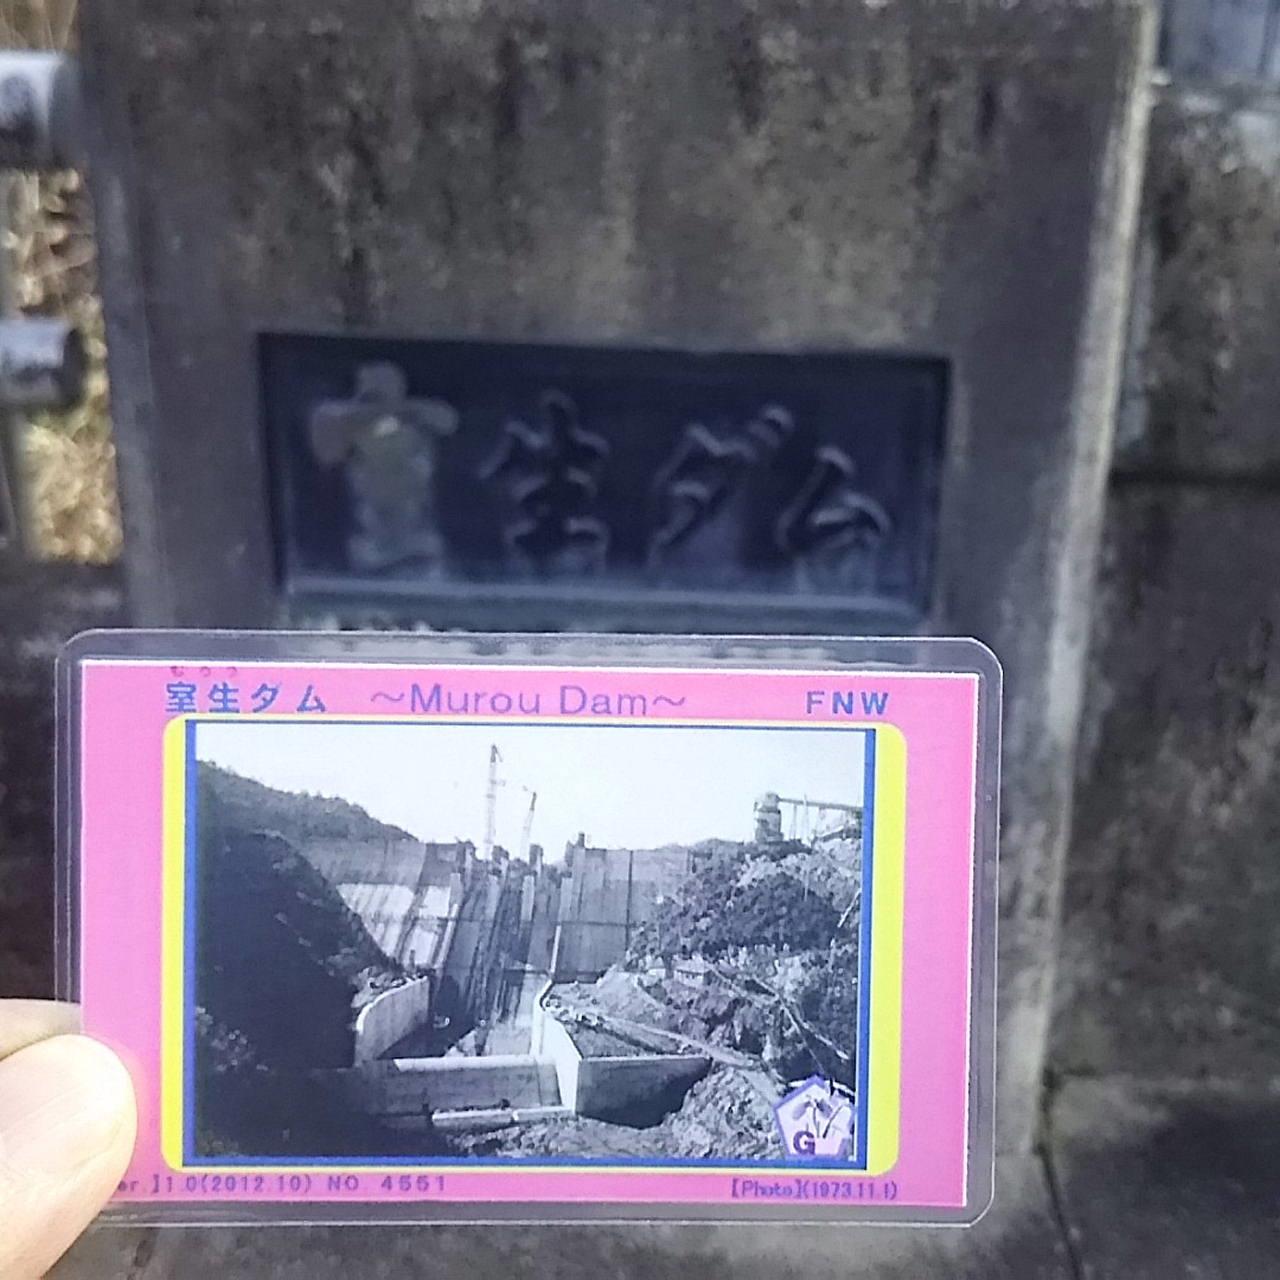 室生ダム
むろう
室生ダム ～Murou Dam～ FNW
G
er.]1.0(2012.10) NO. 4551 【Photo】(1973.11.1)